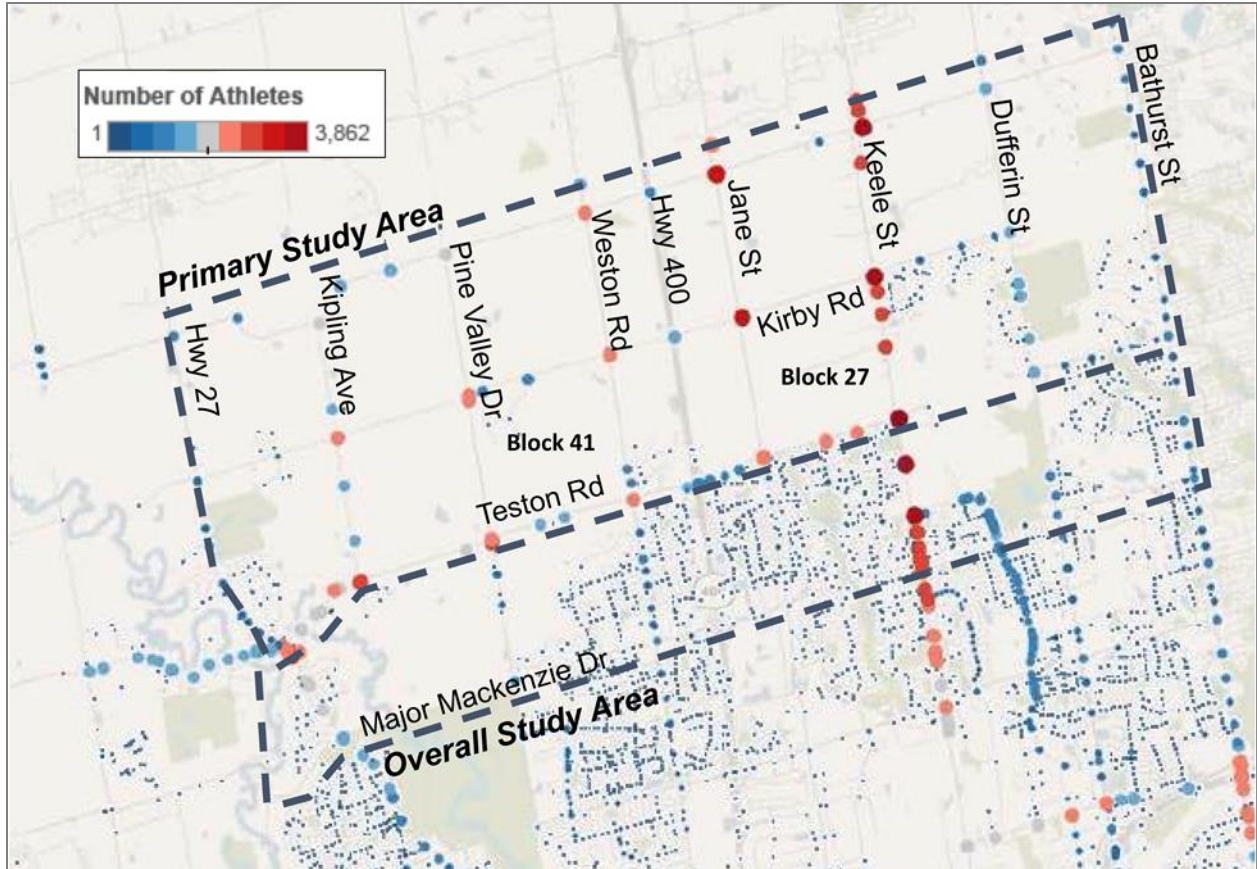 Number of Athletes
1 3,862
Primary Study Area
Hwy 27
Kipling Ave
Pine Valley Dr
Weston Rd
Hwy 400
Jane St
Keele St
Dufferin St
Bathurst St
Kirby Rd
Block 27
Block 41
Teston Rd
Major Mackenzie Dr
Overall Study Area